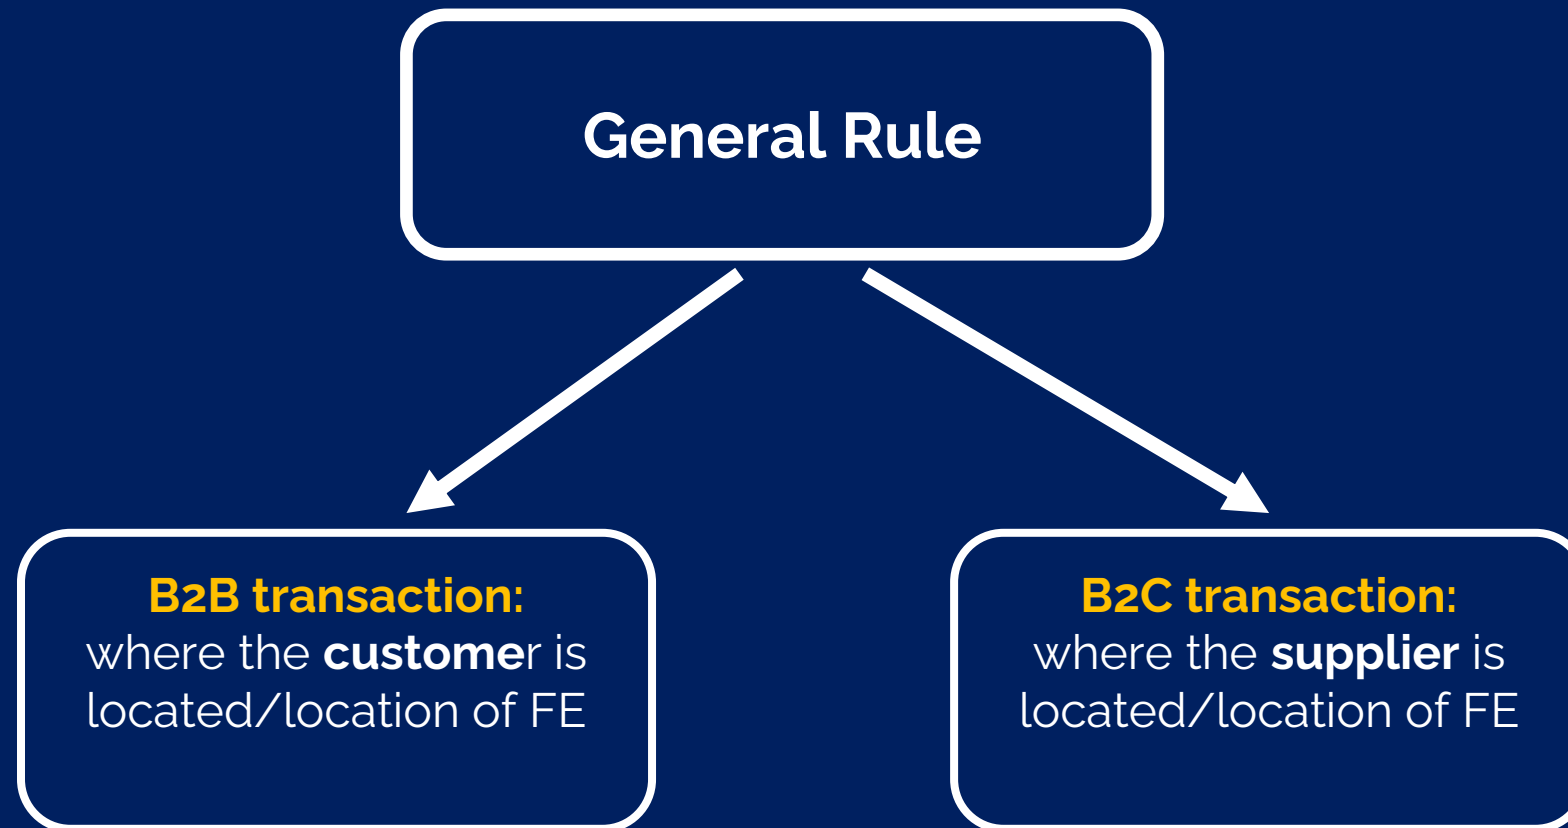 General Rule
B2B transaction:
where the customer is
located/location of FE
B2C transaction:
where the supplier is
located/location of FE